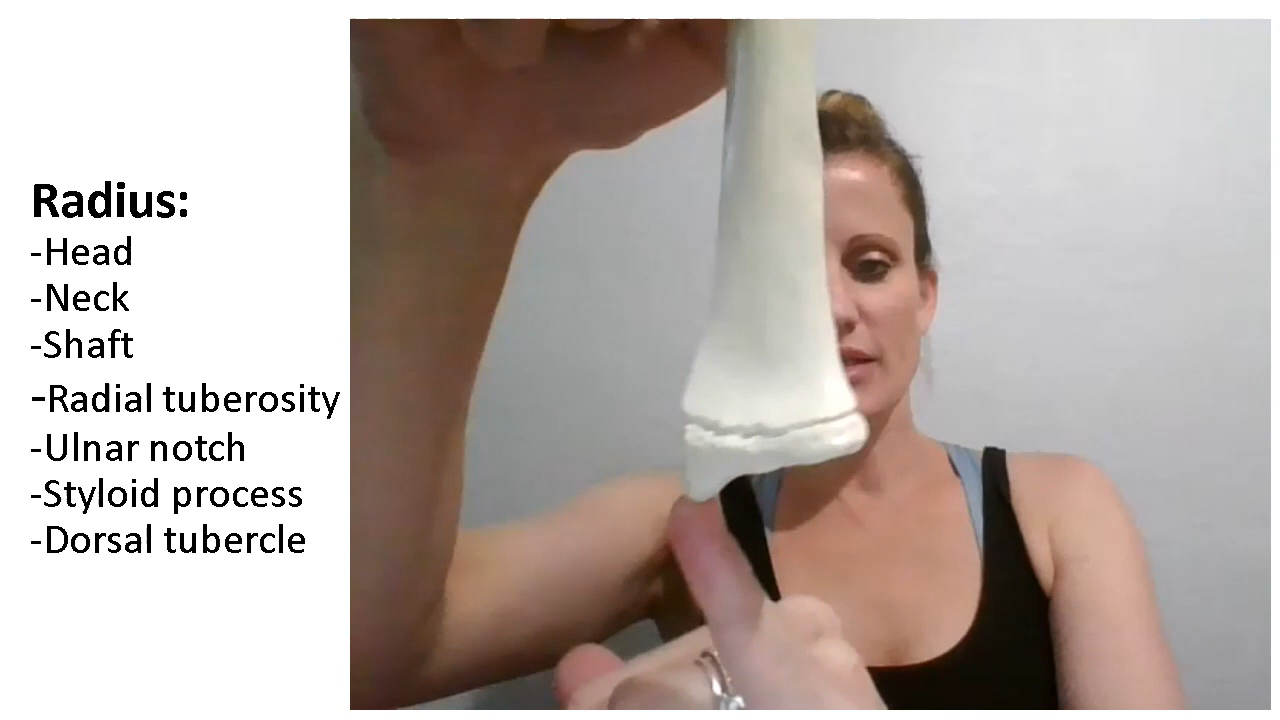 Radius:
-Head
-Neck
-Shaft
-Radial tuberosity
-Ulnar notch
-Styloid process
-Dorsal tubercle